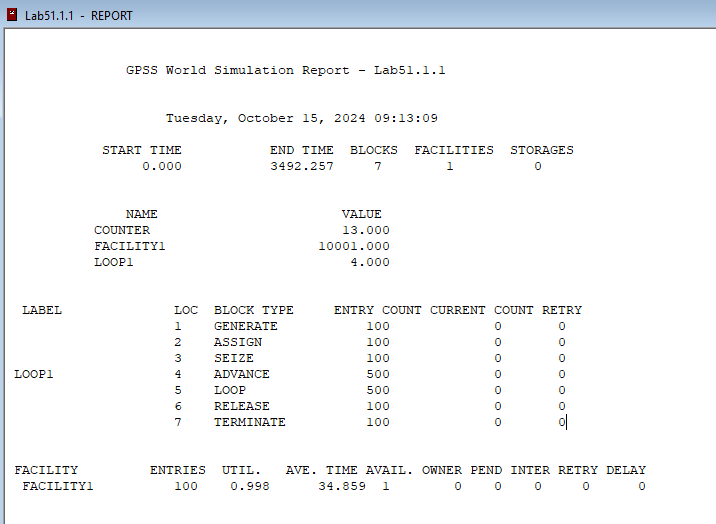 Lab51.1.1 - REPORT
GPSS World Simulation Report - Lab51.1.1
Tuesday, October 15, 2024 09:13:09
START TIME END TIME BLOCKS FACILITIES STORAGES
0.000 3492.257 7 1 0
NAME VALUE
COUNTER 13.000
FACILITY1 10001.000
LOOP1 4.000
LABEL LOC BLOCK TYPE ENTRY COUNT CURRENT COUNT RETRY
1 GENERATE 100 0 0
2 ASSIGN 100 0 0
3 SEIZE 100 0 0
LOOP1 4 ADVANCE 500 0 0
5 LOOP 500 0 0
6 RELEASE 100 0 0
7 TERMINATE 100 0 0
FACILITY ENTRIES UTIL. AVE. TIME AVAIL. OWNER PEND INTER RETRY DELAY
FACILITY1 100 0.998 34.859 1 0 0 0 0 0